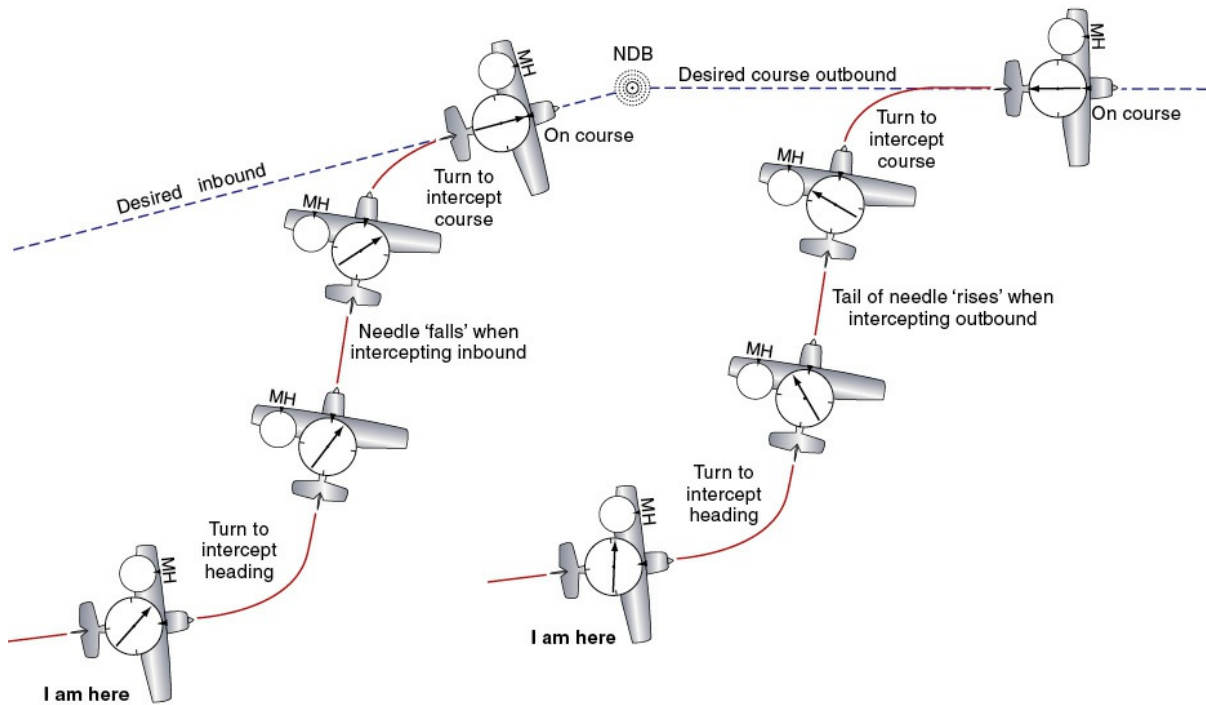 MH
NDB
Desired course outbound
MH
On course
On course
Turn to
intercept
course
Desired inbound
MH
Turn to
intercept
course
MH
Needle ‘falls’ when
intercepting inbound
Tail of needle ‘rises’ when
intercepting outbound
MH
MH
Turn to
intercept
heading
Turn to
intercept
heading
MH
MH
I am here
I am here